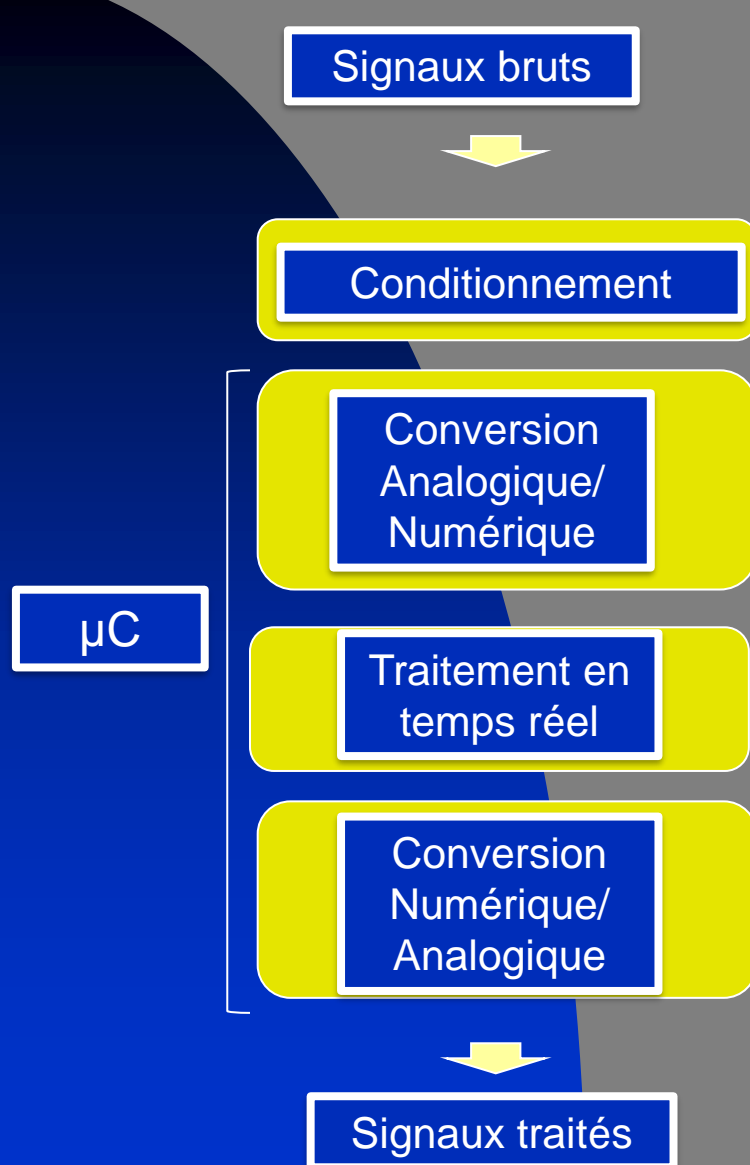 Signaux bruts
Conditionnement
Conversion
Analogique/
Numérique
µC
Traitement en
temps réel
Conversion
Numérique/
Analogique
Signaux traités